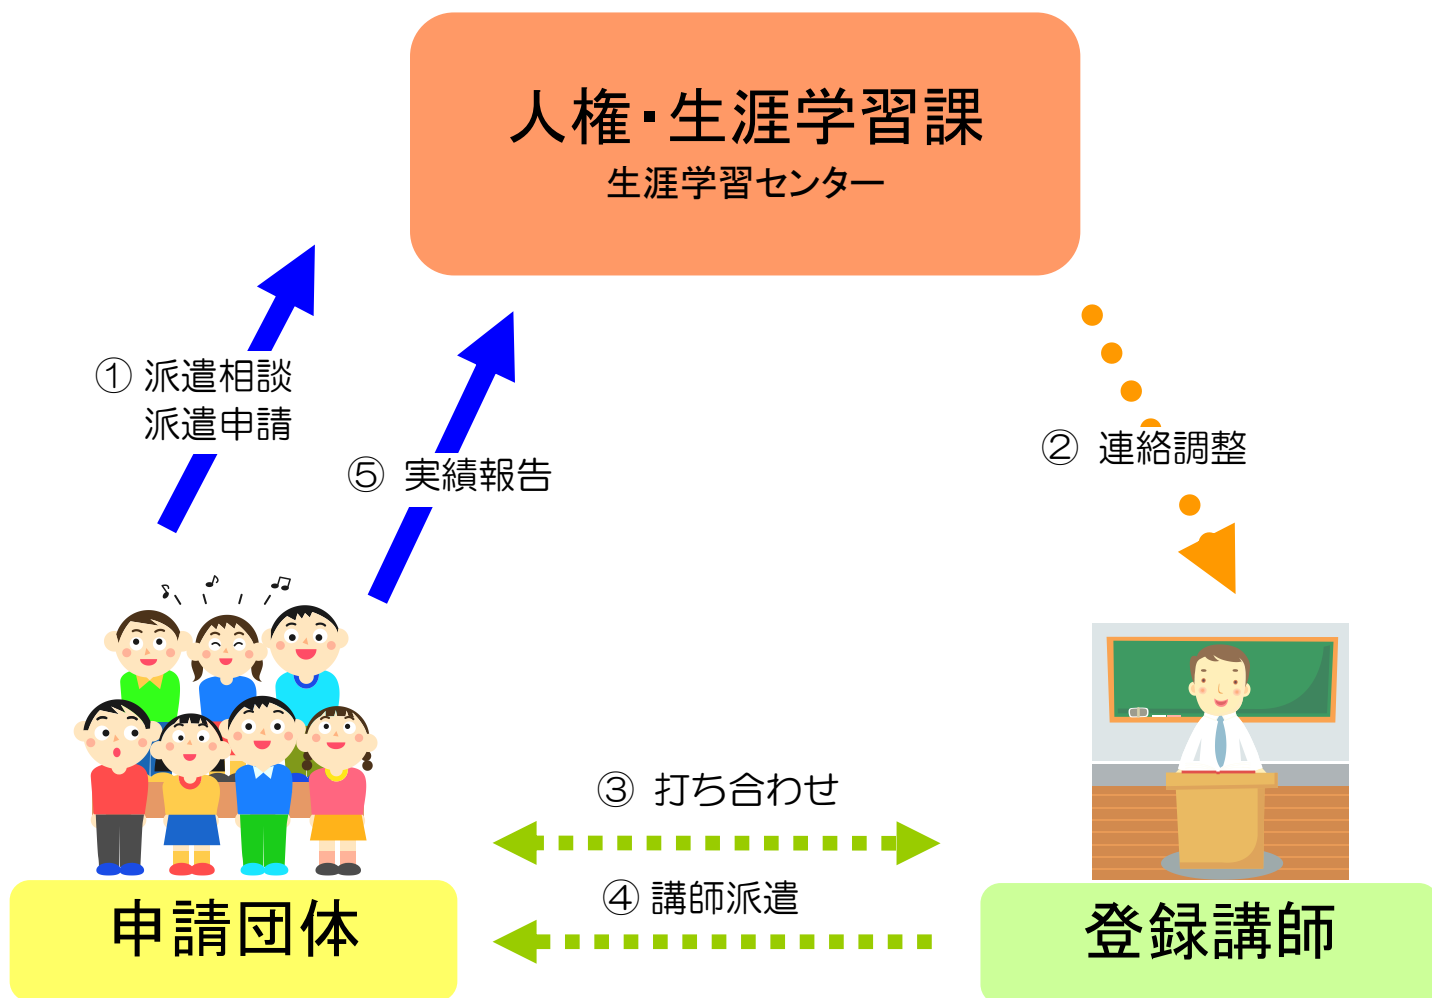 人権・生涯学習課
生涯学習センター
① 派遣相談
派遣申請
⑤ 実績報告
② 連絡調整
③ 打ち合わせ
④ 講師派遣
申請団体
登録講師